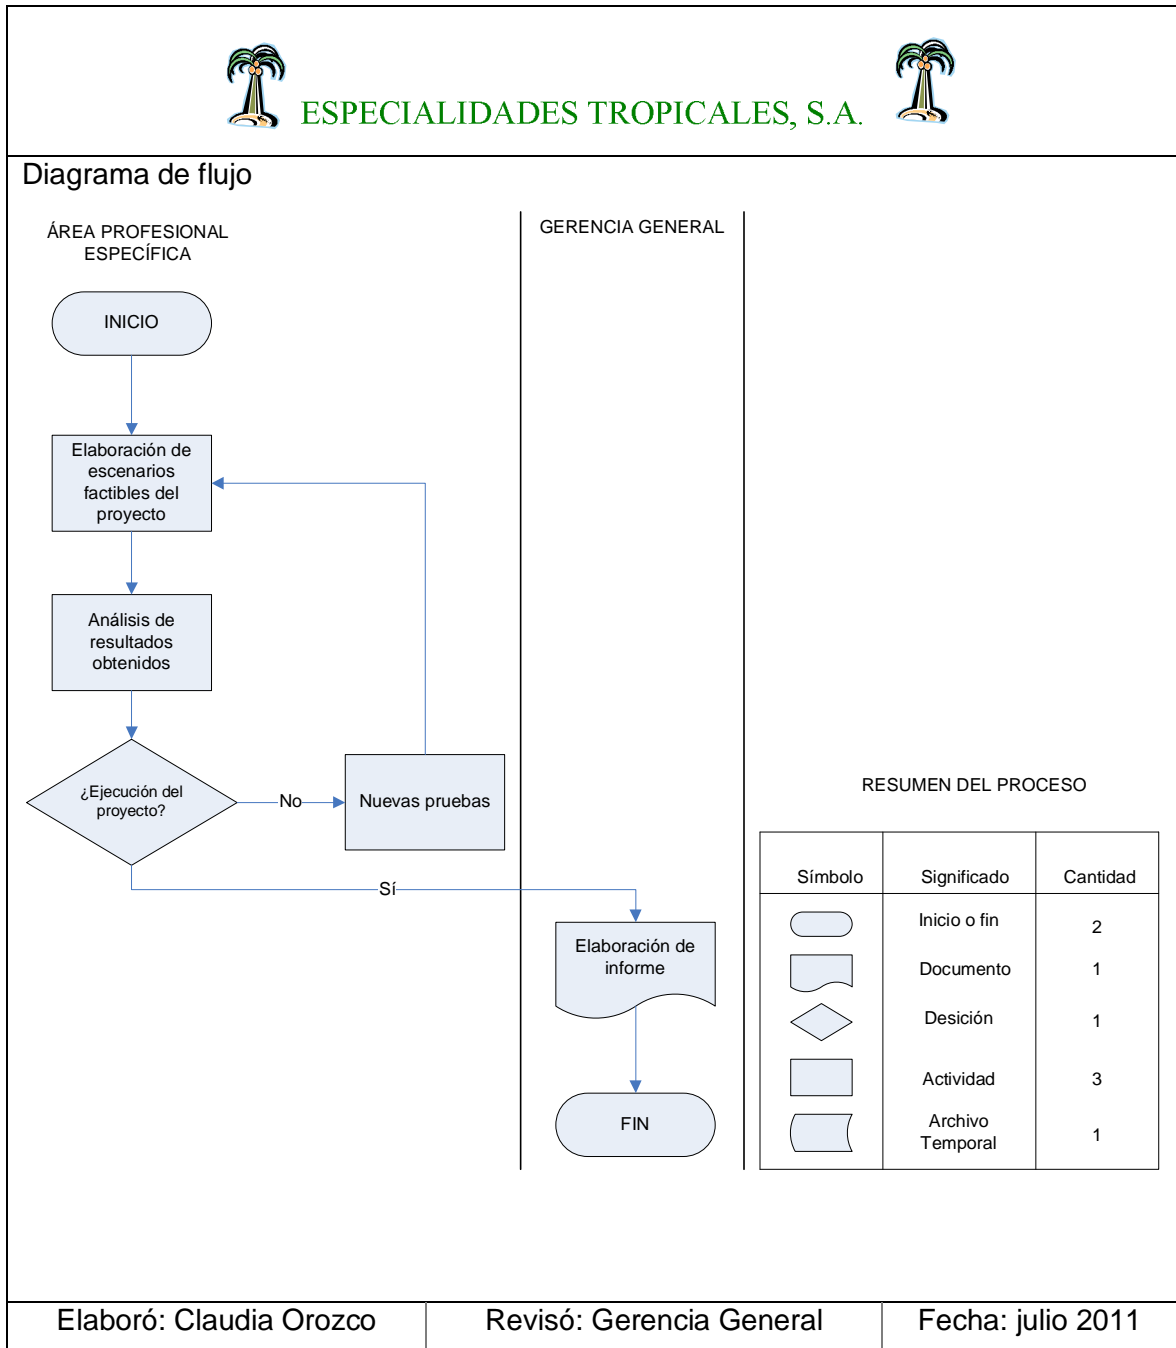 ESPECIALIDADES TROPICALES, S.A.
Diagrama de flujo
ÁREA PROFESIONAL
ESPECÍFICA
GERENCIA GENERAL
INICIO
Elaboración de
escenarios
factibles del
proyecto
Análisis de
resultados
obtenidos
¿Ejecución del
proyecto?
No
Nuevas pruebas
Sí
Elaboración de
informe
FIN
RESUMEN DEL PROCESO
Símbolo Significado Cantidad
Inicio o fin 2
Documento 1
Desición 1
Actividad 3
Archivo
Temporal 1
Elaboró: Claudia Orozco Revisó: Gerencia General Fecha: julio 2011